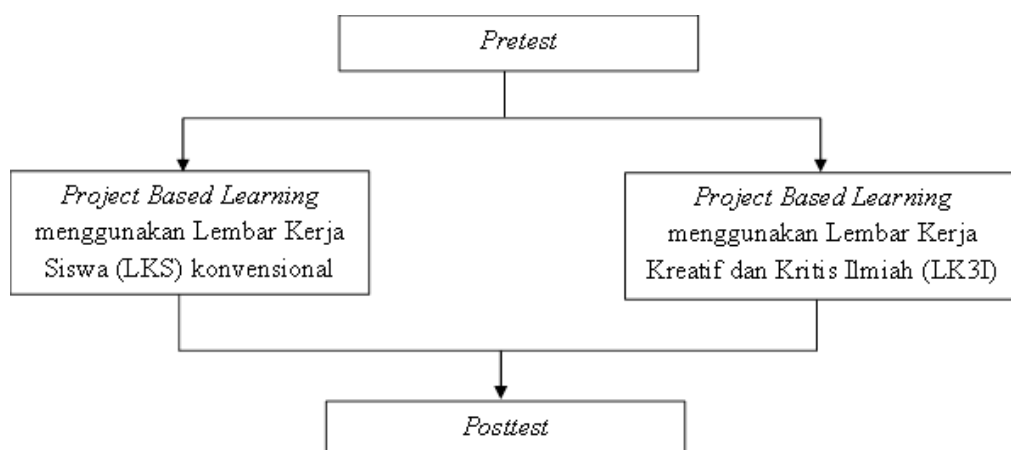 Pretest
Project Based Learning
menggunakan Lembar Kerja
Siswa (LKS) konvensional
Project Based Learning
menggunakan Lembar Kerja
Kreatif dan Kritis Ilmiah (LK3I)
Posttest